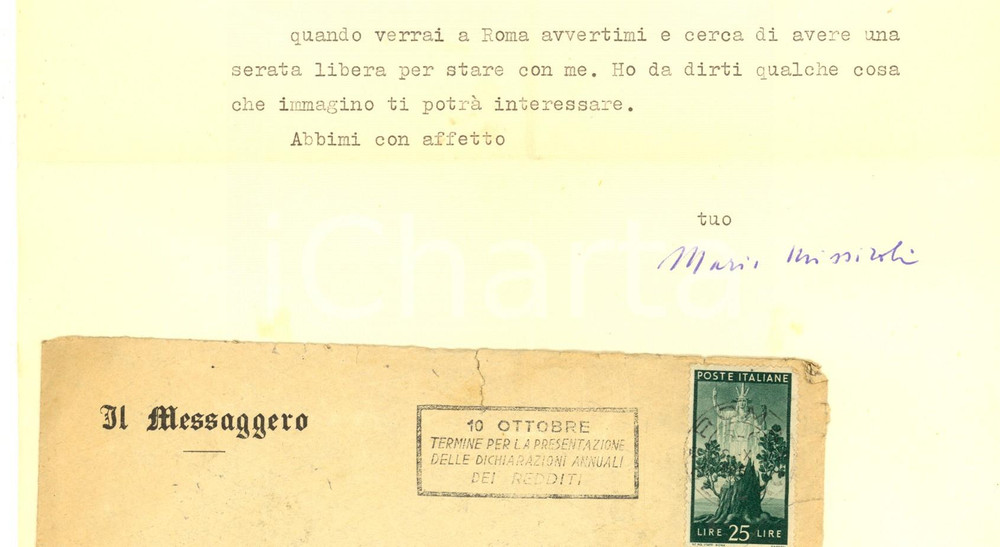 quando verrai a Roma avvertimi e cerca di avere una
serata libera per stare con me. Ho da dirti qualche cosa
che immagino ti potrà interessare.
Abbimi con affetto
tuo
Mario Missiroli
iCharta
Il Messaggero
10 OTTOBRE
TERMINE PER LA PRESENTAZIONE
DELLE DICHIARAZIONI ANNUALI
DEI REDDITI
POSTE ITALIANE
LIRE 25 LIRE